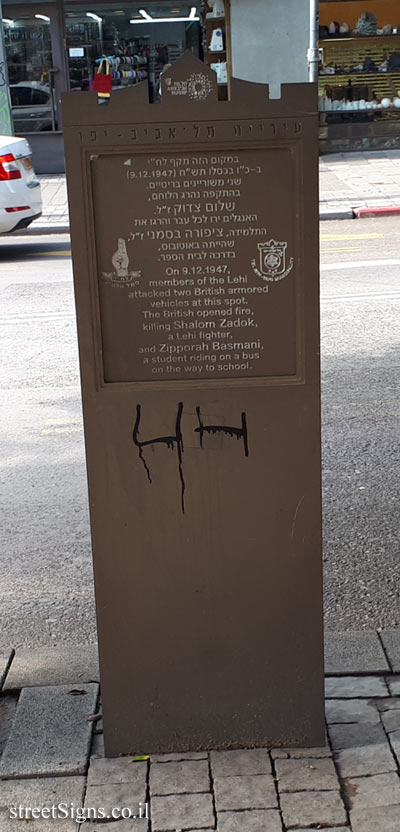 עיריית תל-אביב-יפו
במקום הזה תקף לח"י
ב-כ"ו בכסלו תש"ח (9.12.1947)
שני משוריינים בריטיים.
בהתקפה נהרג הלוחם,
שלום צדוק ז"ל.
האנגלים ירו לכל עבר והרגו את
התלמידה, ציפורה בסמני ז"ל,
שהייתה באוטובוס,
בדרכה לבית הספר.
On 9.12.1947,
members of the Lehi
attacked two British armored
vehicles at this spot.
The British opened fire,
killing Shalom Zadok,
a Lehi fighter,
and Zipporah Basmani,
a student riding on a bus
on the way to school.
streetSigns.co.il